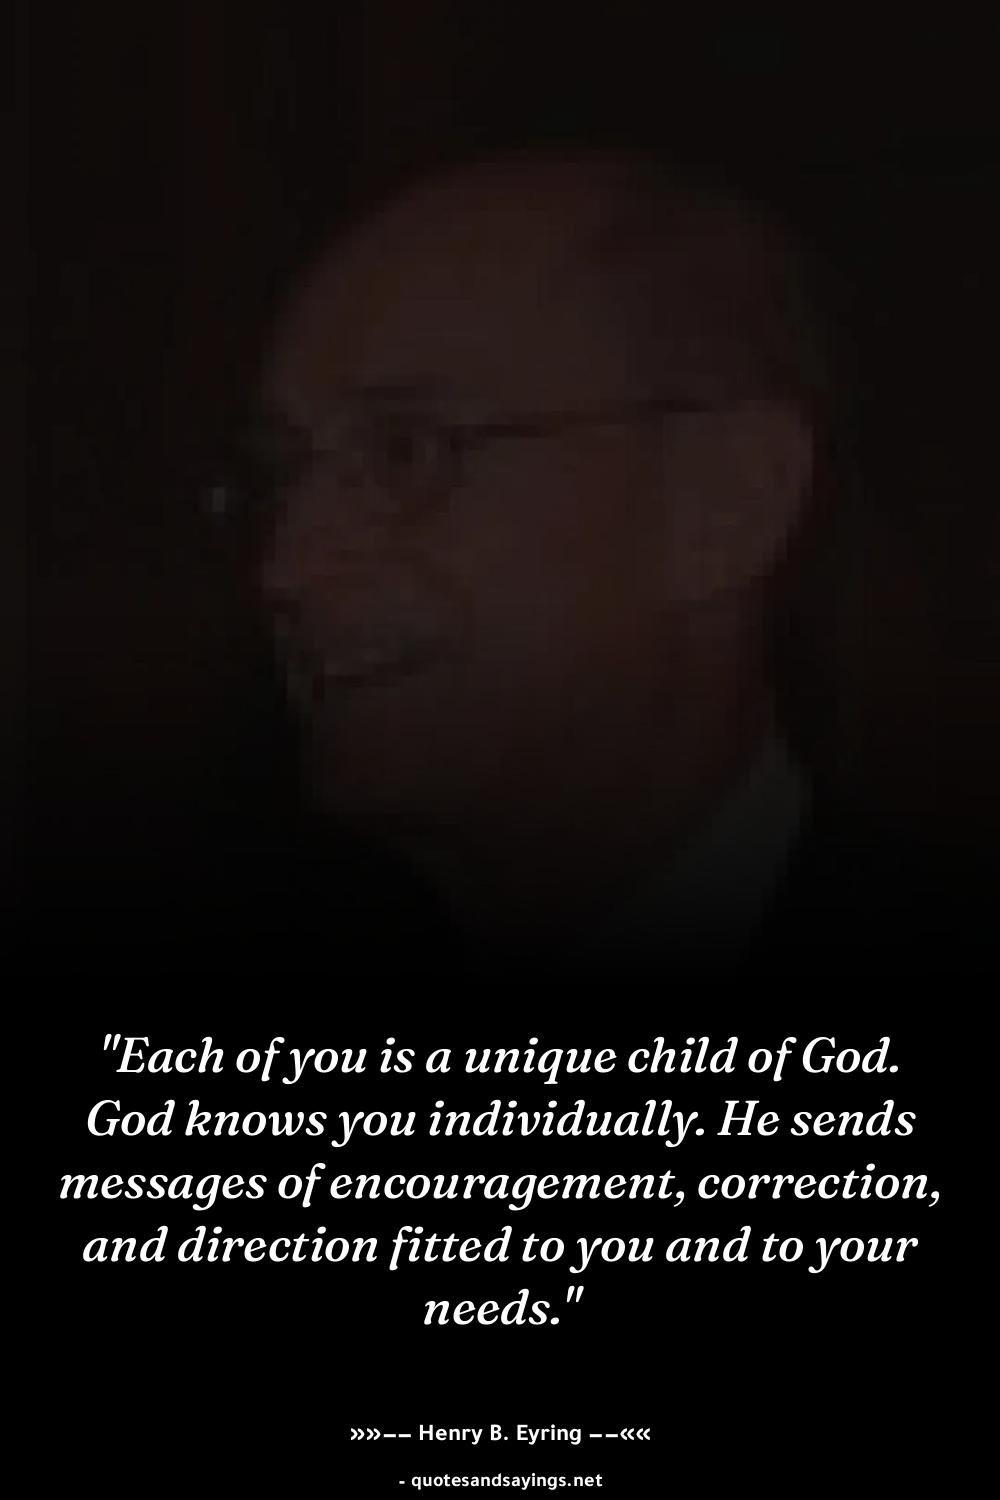 "Each of you is a unique child of God.
God knows you individually. He sends
messages of encouragement, correction,
and direction fitted to you and to your
needs."
»»–– Henry B. Eyring ––««
- quotesandsayings.net